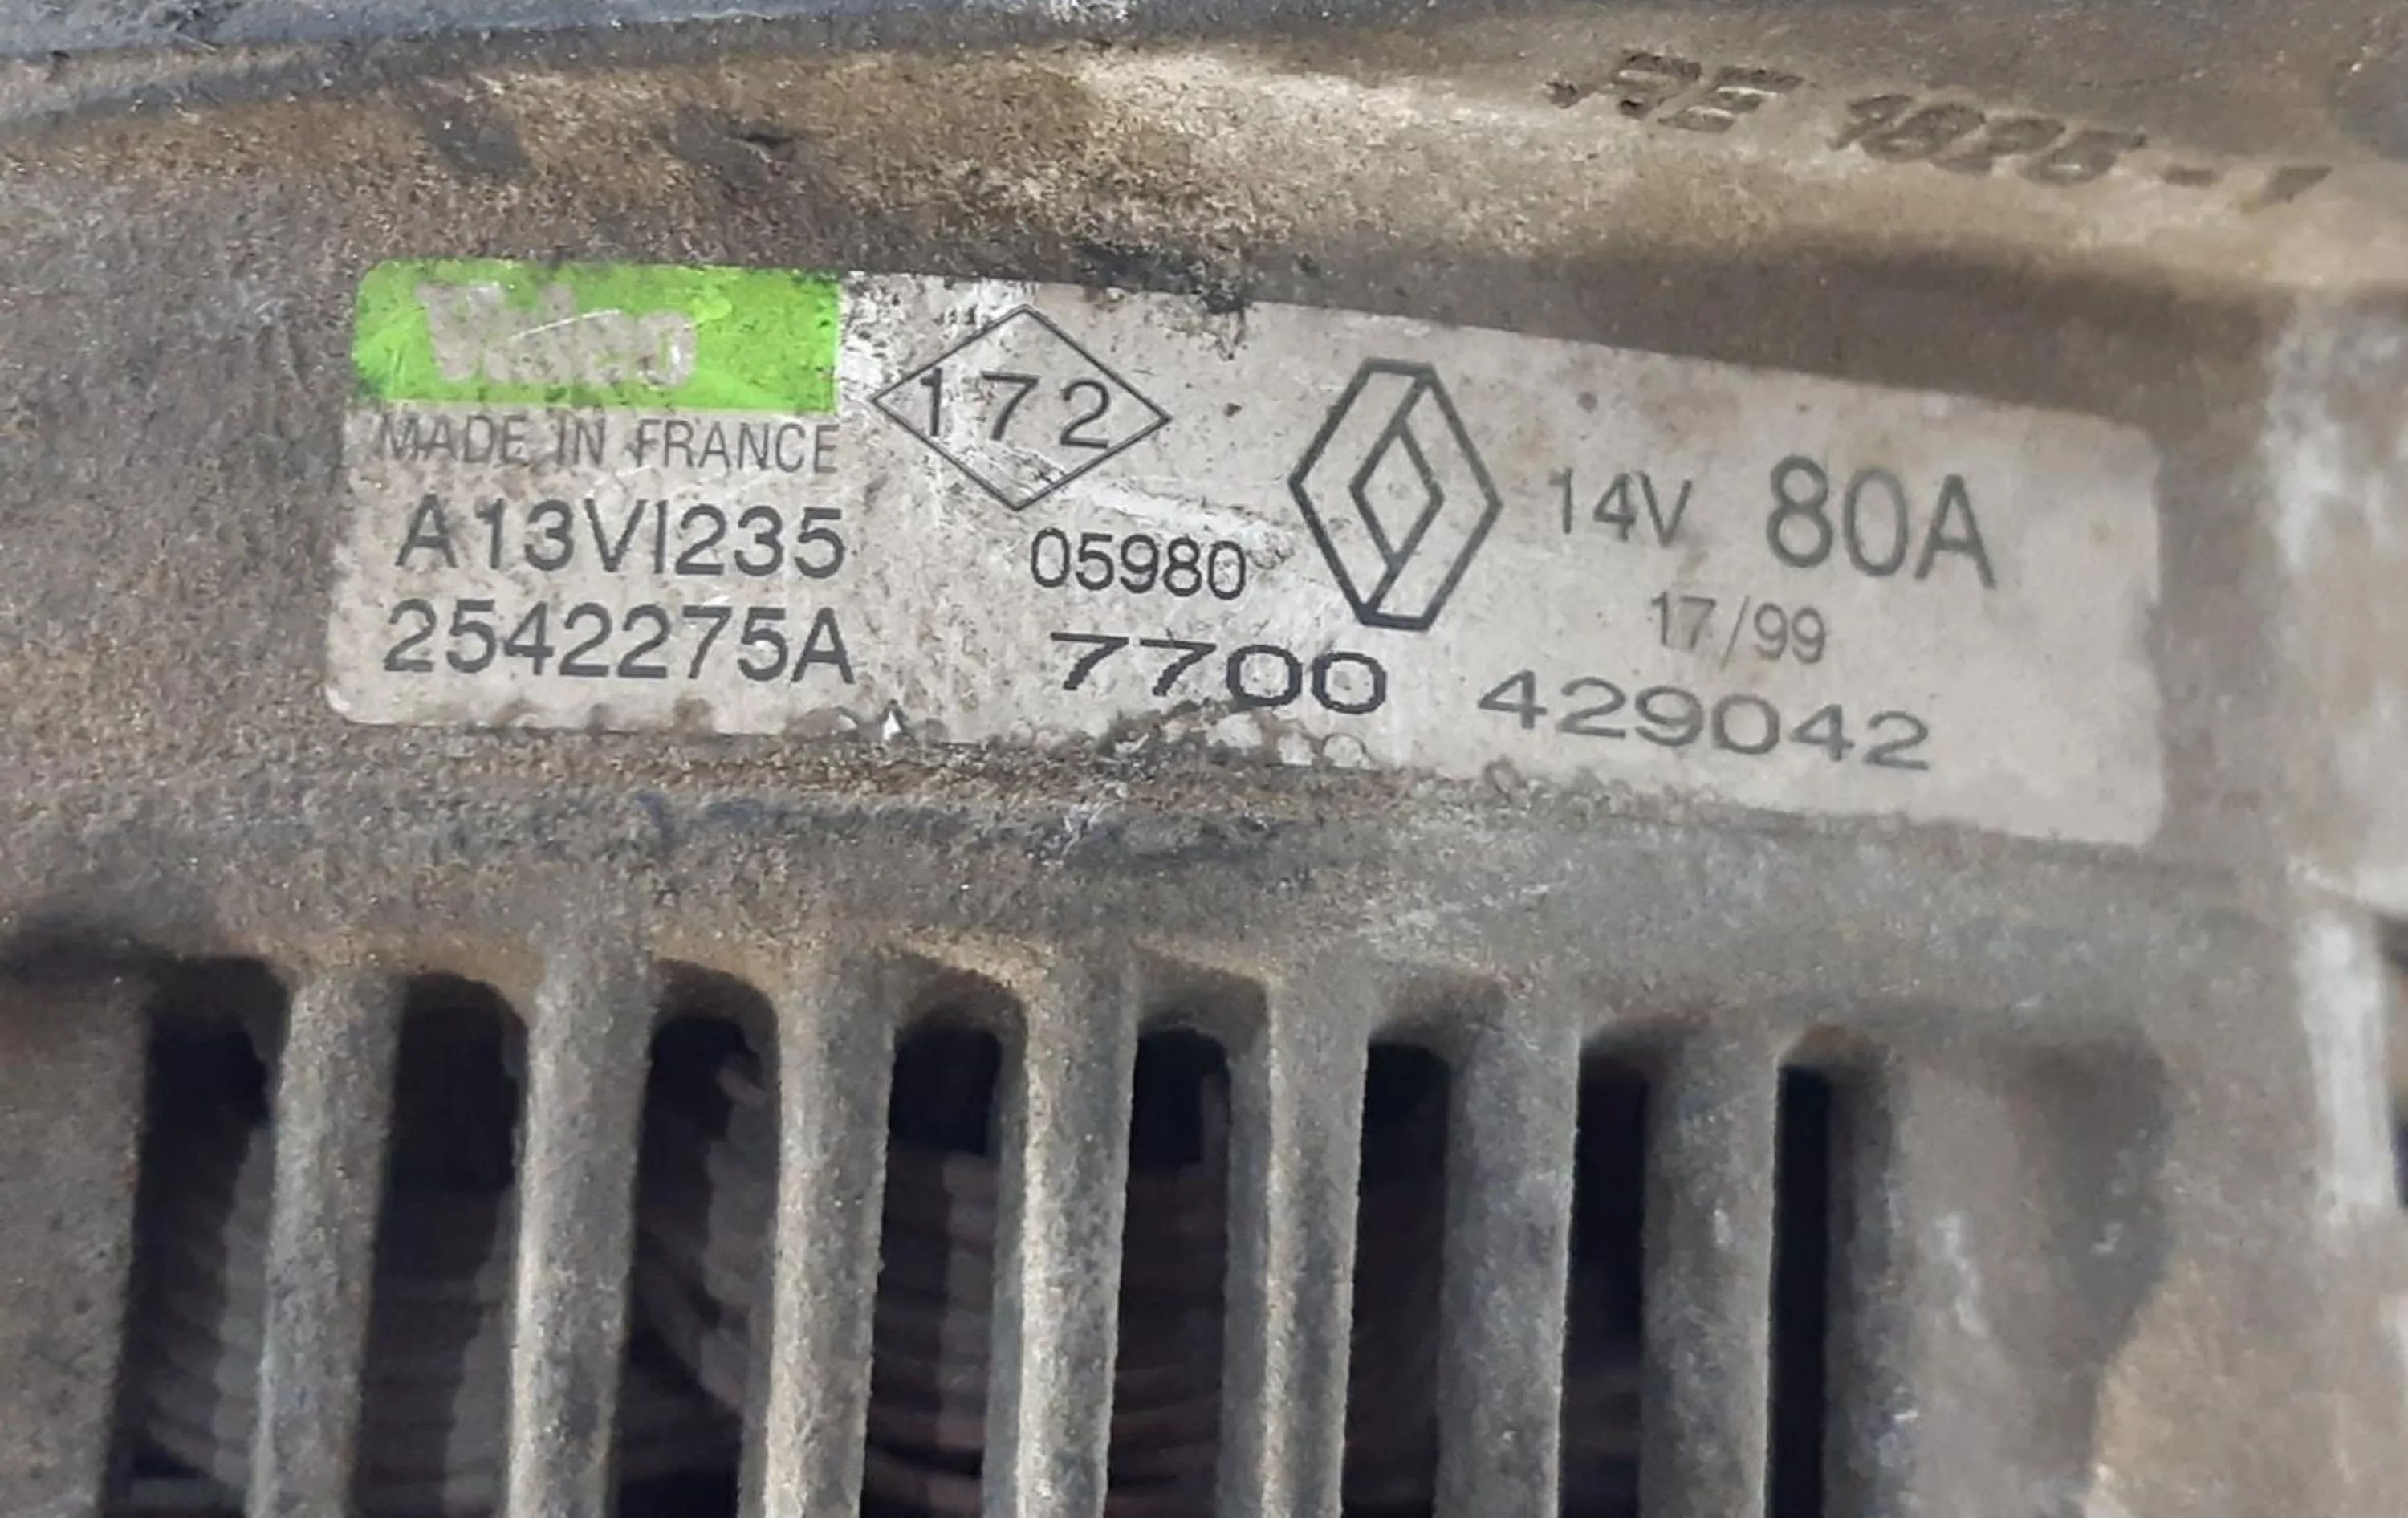 Valeo
MADE IN FRANCE
A13VI235
2542275A
172
05980
14V 80A
17/99
7700 429042